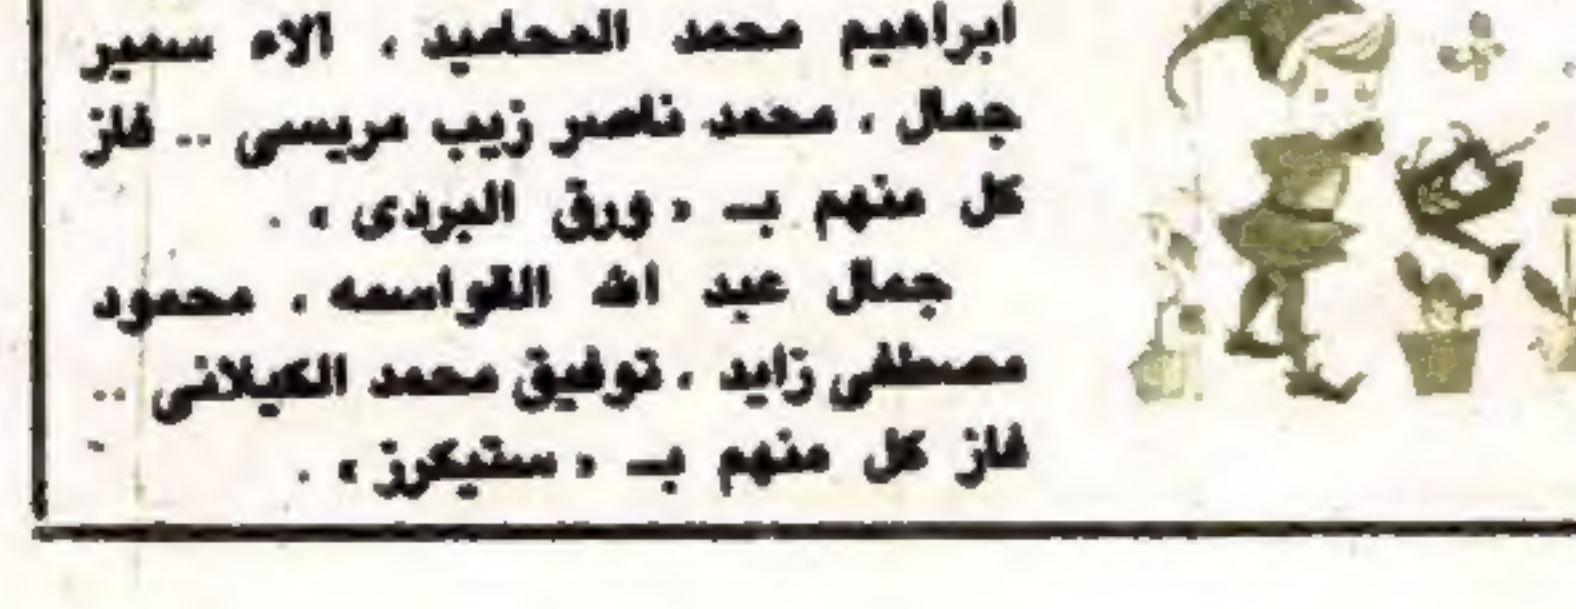 ابراهيم محمد المحاميد ، آلاء سمير
جمال ، محمد ناصر زيب مريسى .. فاز
كل منهم بـ « ورق البردى » .
جمال عبد الله القواسمه ، محمود
مصطفى زايد ، توفيق محمد الكيلانى ..
فاز كل منهم بـ « ستيكرز » .